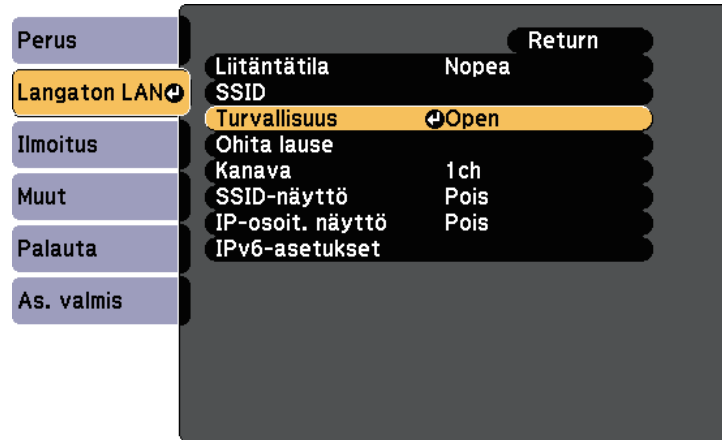 Perus
Langaton LAN
Ilmoitus
Muut
Palauta
As. valmis
Return
Liitäntätila Nopea
SSID
Turvallisuus Open
Ohita lause
Kanava 1ch
SSID-näyttö Pois
IP-osoit. näyttö Pois
IPv6-asetukset